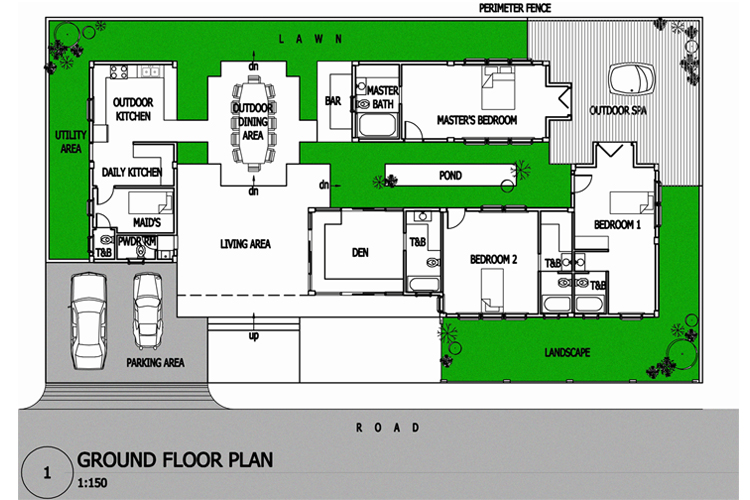 PERIMETER FENCE
LAWN
dn
OUTDOOR
KITCHEN
OUTDOOR
DINING
AREA
BAR
MASTER
BATH
MASTER'S BEDROOM
OUTDOOR SPA
UTILITY
AREA
DAILY KITCHEN
POND
dn
dn
MAID'S
BEDROOM 1
T&B
PWDR RM
LIVING AREA
DEN
T&B
BEDROOM 2
T&B
T&B
PARKING AREA
up
LANDSCAPE
ROAD
1
GROUND FLOOR PLAN
1:150